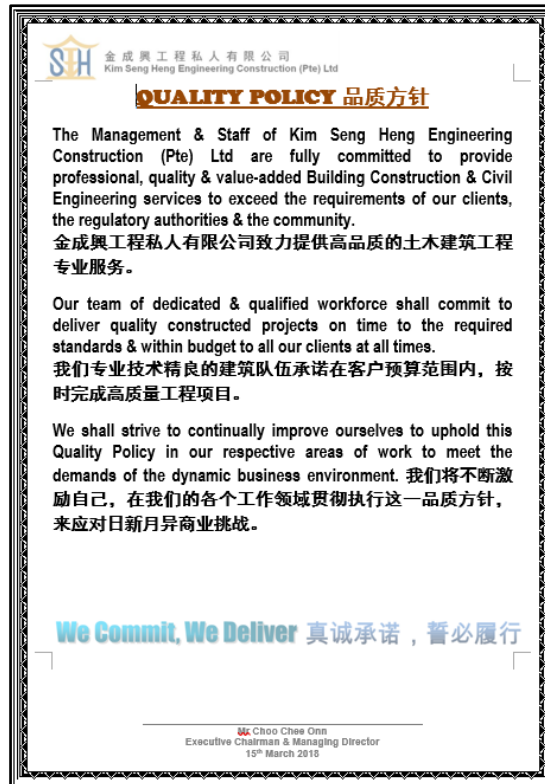 金成興工程私人有限公司
Kim Seng Heng Engineering Construction (Pte) Ltd
QUALITY POLICY 品质方针
The Management & Staff of Kim Seng Heng Engineering
Construction (Pte) Ltd are fully committed to provide
professional, quality & value-added Building Construction & Civil
Engineering services to exceed the requirements of our clients,
the regulatory authorities & the community.
金成興工程私人有限公司致力提供高品质的土木建筑工程
专业服务。
Our team of dedicated & qualified workforce shall commit to
deliver quality constructed projects on time to the required
standards & within budget to all our clients at all times.
我们专业技术精良的建筑队伍承诺在客户预算范围内，按
时完成高质量工程项目。
We shall strive to continually improve ourselves to uphold this
Quality Policy in our respective areas of work to meet the
demands of the dynamic business environment. 我们将不断激
励自己，在我们的各个工作领域贯彻执行这一品质方针，
来应对日新月异商业挑战。
We Commit, We Deliver 真诚承诺，誓必履行
Mr Choo Chee Onn
Executive Chairman & Managing Director
15th March 2018